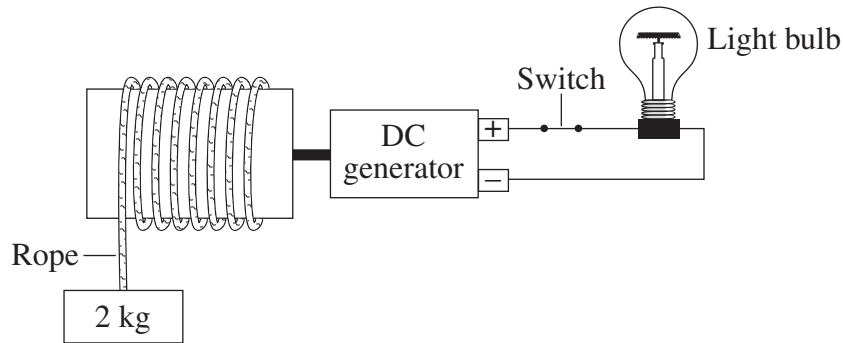 Light bulb
Switch
+
DC
generator
−
Rope
2 kg